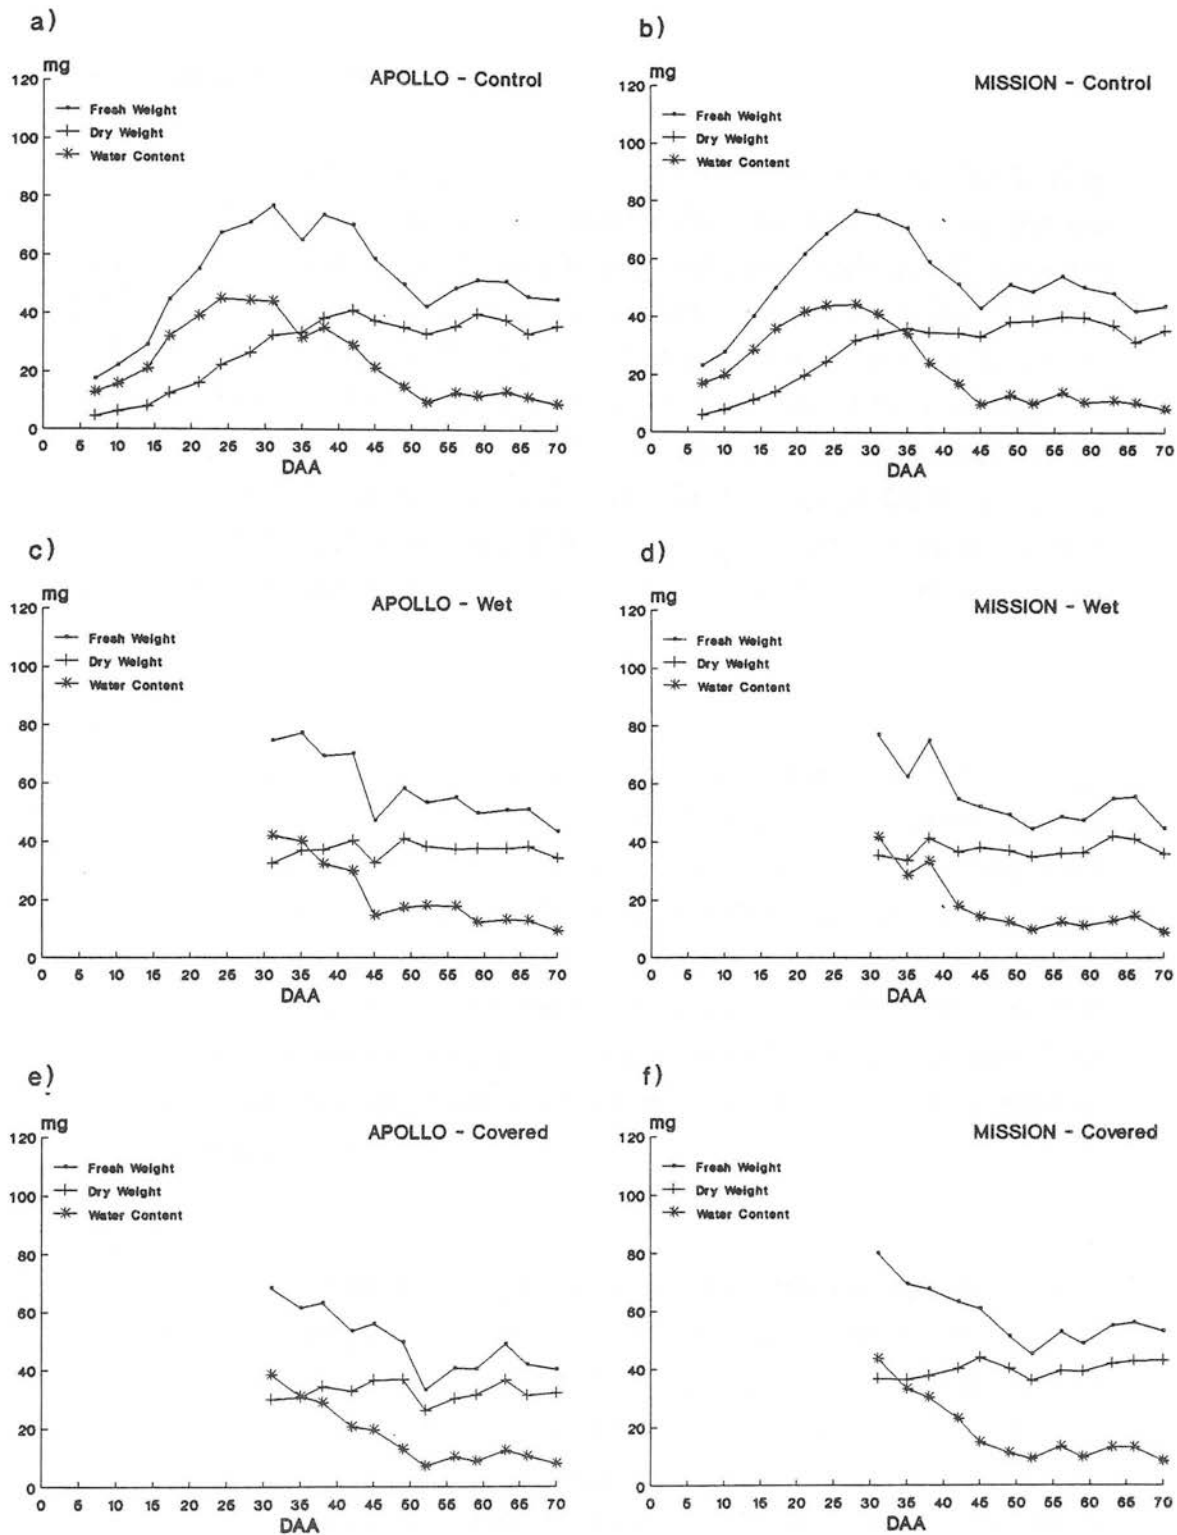 a)
mg
APOLLO - Control
120
Fresh Weight
Dry Weight
Water Content
100
80
60
40
20
0
0 5 10 15 20 25 30 35 40 45 50 55 60 65 70
DAA
b)
mg
MISSION - Control
120
Fresh Weight
Dry Weight
Water Content
100
80
60
40
20
0
0 5 10 15 20 25 30 35 40 45 50 55 60 65 70
DAA
c)
mg
APOLLO - Wet
120
Fresh Weight
Dry Weight
Water Content
100
80
60
40
20
0
0 5 10 15 20 25 30 35 40 45 50 55 60 65 70
DAA
d)
mg
MISSION - Wet
120
Fresh Weight
Dry Weight
Water Content
100
80
60
40
20
0
0 5 10 15 20 25 30 35 40 45 50 55 60 65 70
DAA
e)
mg
APOLLO - Covered
120
Fresh Weight
Dry Weight
Water Content
100
80
60
40
20
0
0 5 10 15 20 25 30 35 40 45 50 55 60 65 70
DAA
f)
mg
MISSION - Covered
120
Fresh Weight
Dry Weight
Water Content
100
80
60
40
20
0
0 5 10 15 20 25 30 35 40 45 50 55 60 65 70
DAA